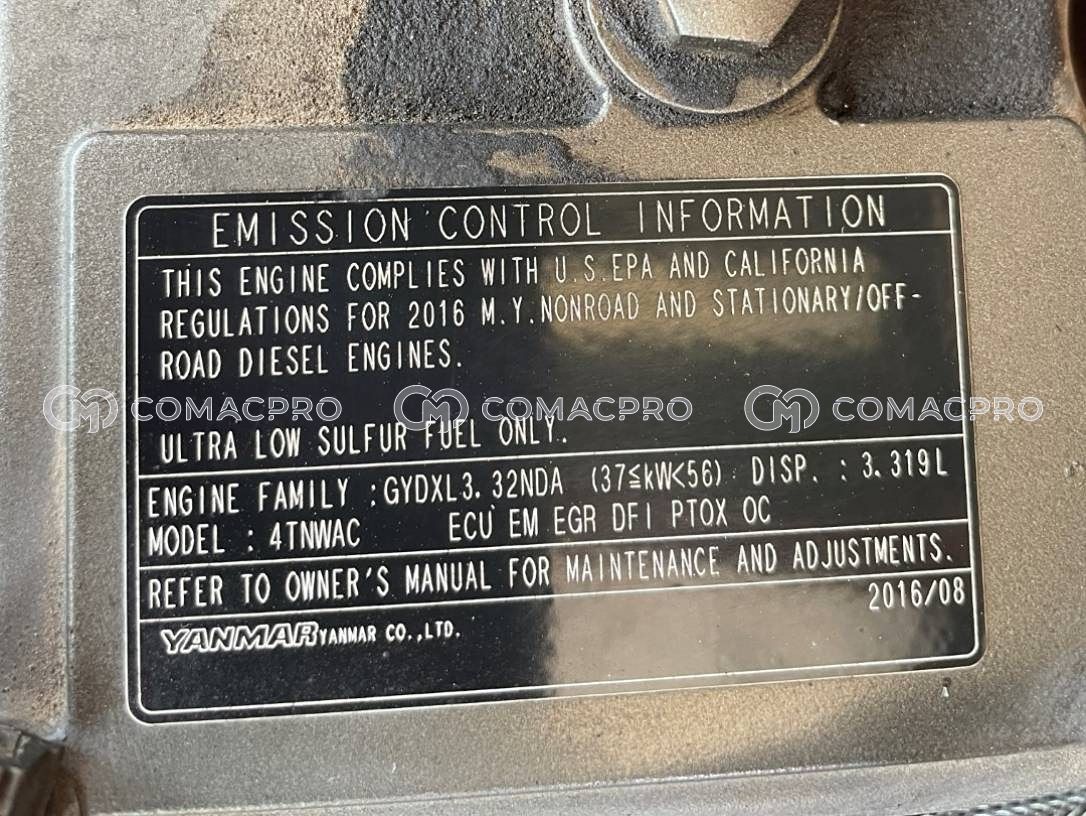 EMISSION CONTROL INFORMATION
THIS ENGINE COMPLIES WITH U.S.EPA AND CALIFORNIA
REGULATIONS FOR 2016 M.Y.NONROAD AND STATIONARY/OFF-
ROAD DIESEL ENGINES.
COMACPRO COMACPRO COMACPRO
ULTRA LOW SULFUR FUEL ONLY.
ENGINE FAMILY :GYDXL3.32NDA (37≦kW<56) DISP. : 3.319L
MODEL : 4TNWAC ECU EM EGR DFI PTOX OC
REFER TO OWNER'S MANUAL FOR MAINTENANCE AND ADJUSTMENTS.
2016/08
YANMAR YANMAR CO.,LTD.